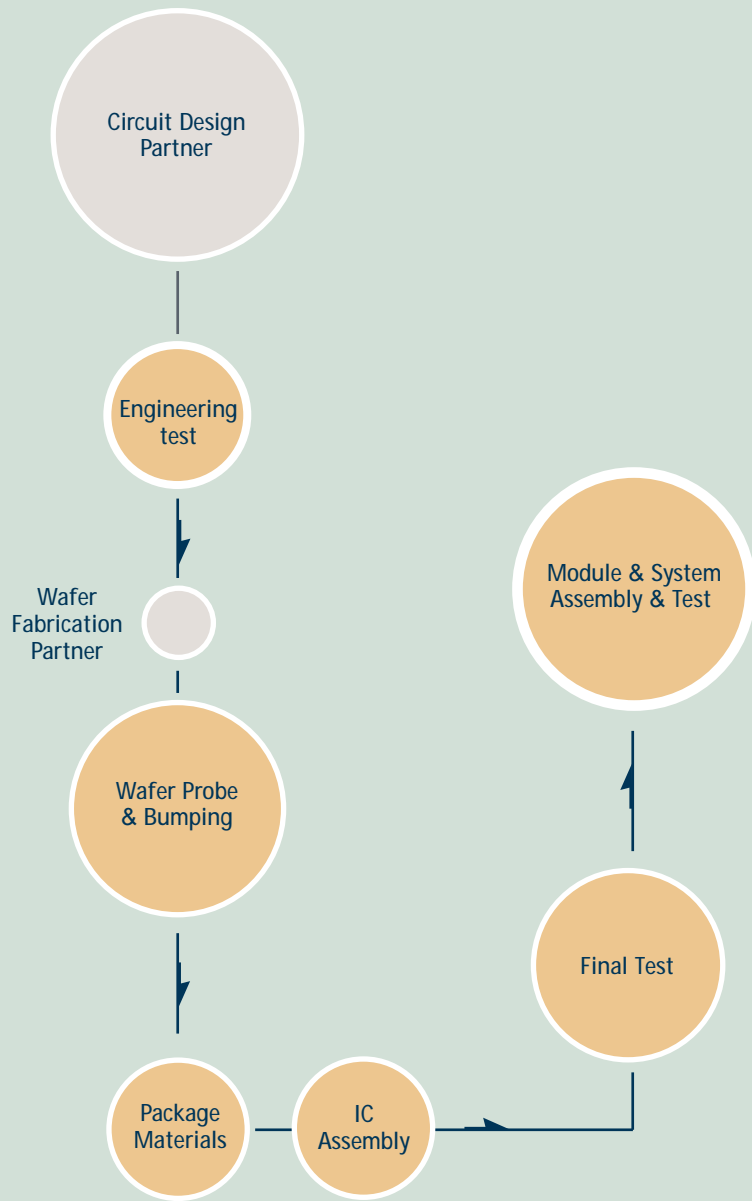 Circuit Design
Partner
Engineering
test
Wafer
Fabrication
Partner
Wafer Probe
& Bumping
Package
Materials
IC
Assembly
Final Test
Module & System
Assembly & Test